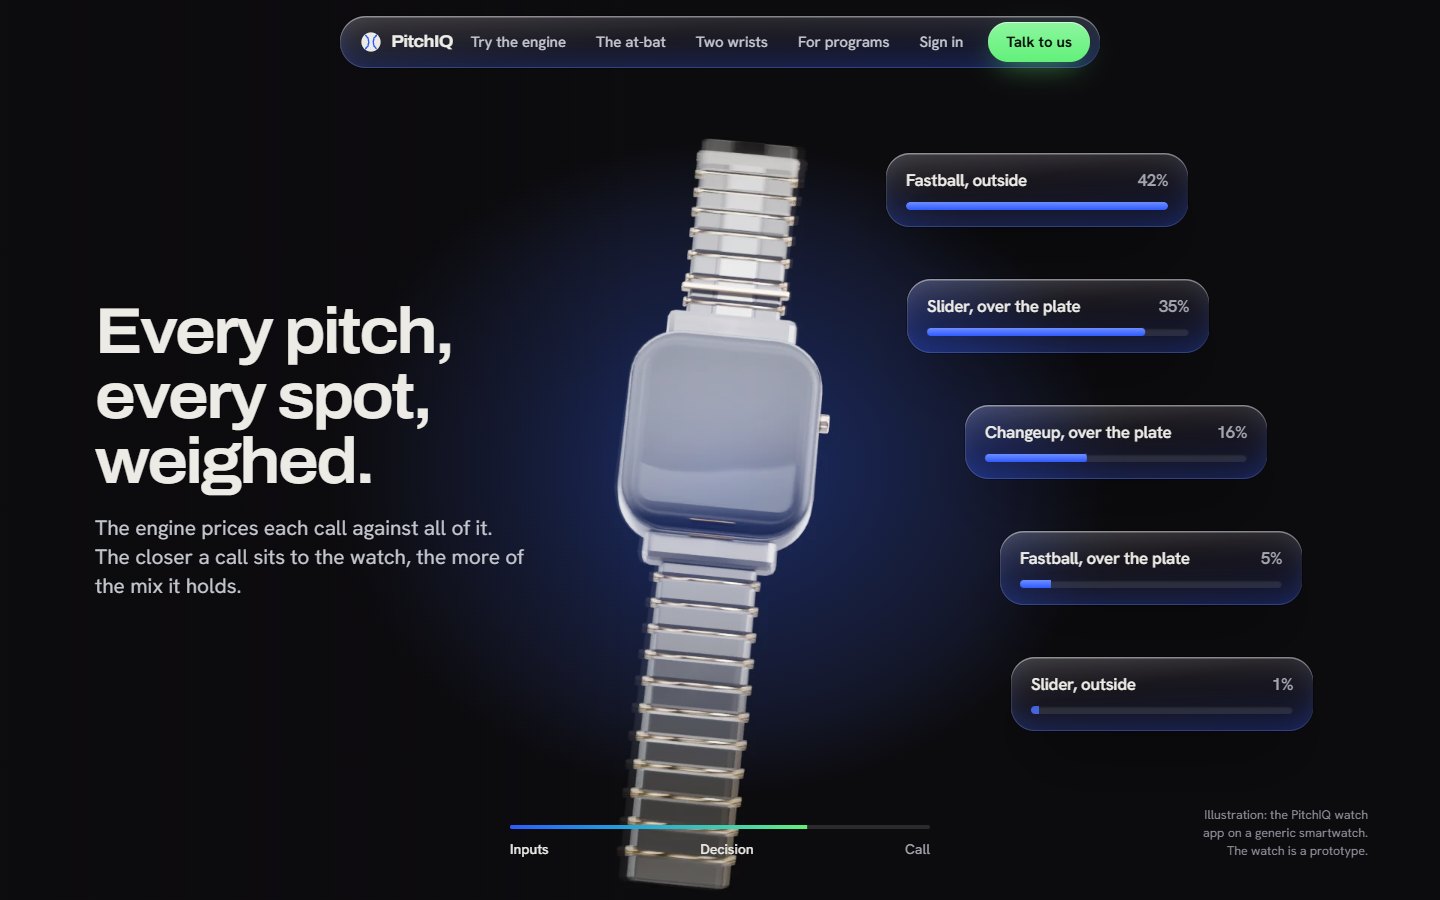 PitchIQ
Try the engine
The at-bat
Two wrists
For programs
Sign in
Talk to us
Every pitch,
every spot,
weighed.
The engine prices each call against all of it.
The closer a call sits to the watch, the more of
the mix it holds.
Fastball, outside 42%
Slider, over the plate 35%
Changeup, over the plate 16%
Fastball, over the plate 5%
Slider, outside 1%
Inputs
Decision
Call
Illustration: the PitchIQ watch
app on a generic smartwatch.
The watch is a prototype.